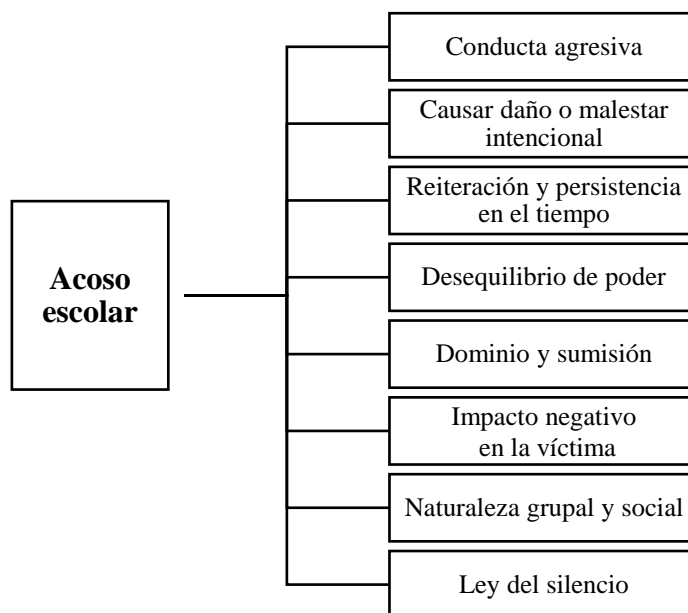 Acoso
escolar
Conducta agresiva
Causar daño o malestar
intencional
Reiteración y persistencia
en el tiempo
Desequilibrio de poder
Dominio y sumisión
Impacto negativo
en la víctima
Naturaleza grupal y social
Ley del silencio